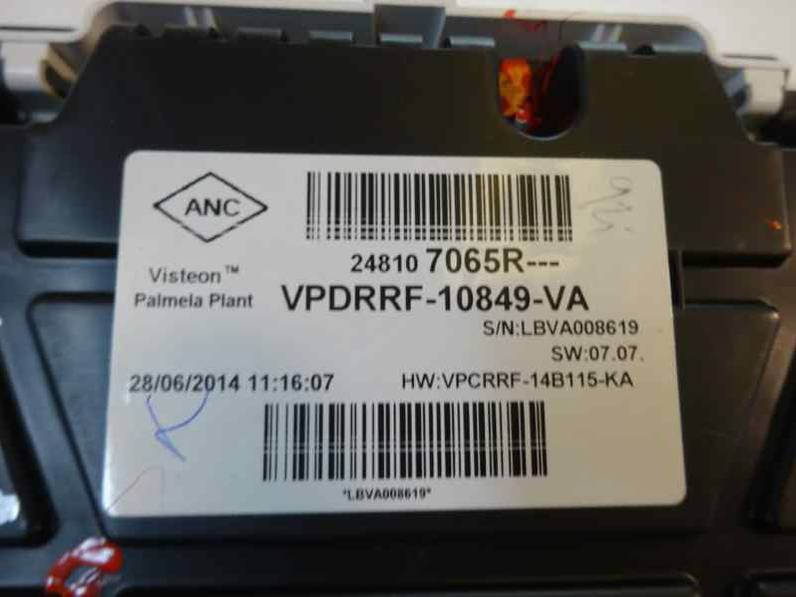 ANC
24810 7065R---
Visteon™
Palmela Plant
VPDRRF-10849-VA
S/N:LBVA008619
SW:07.07.
28/06/2014 11:16:07
HW:VPCRRF-14B115-KA
*LBVA008619*